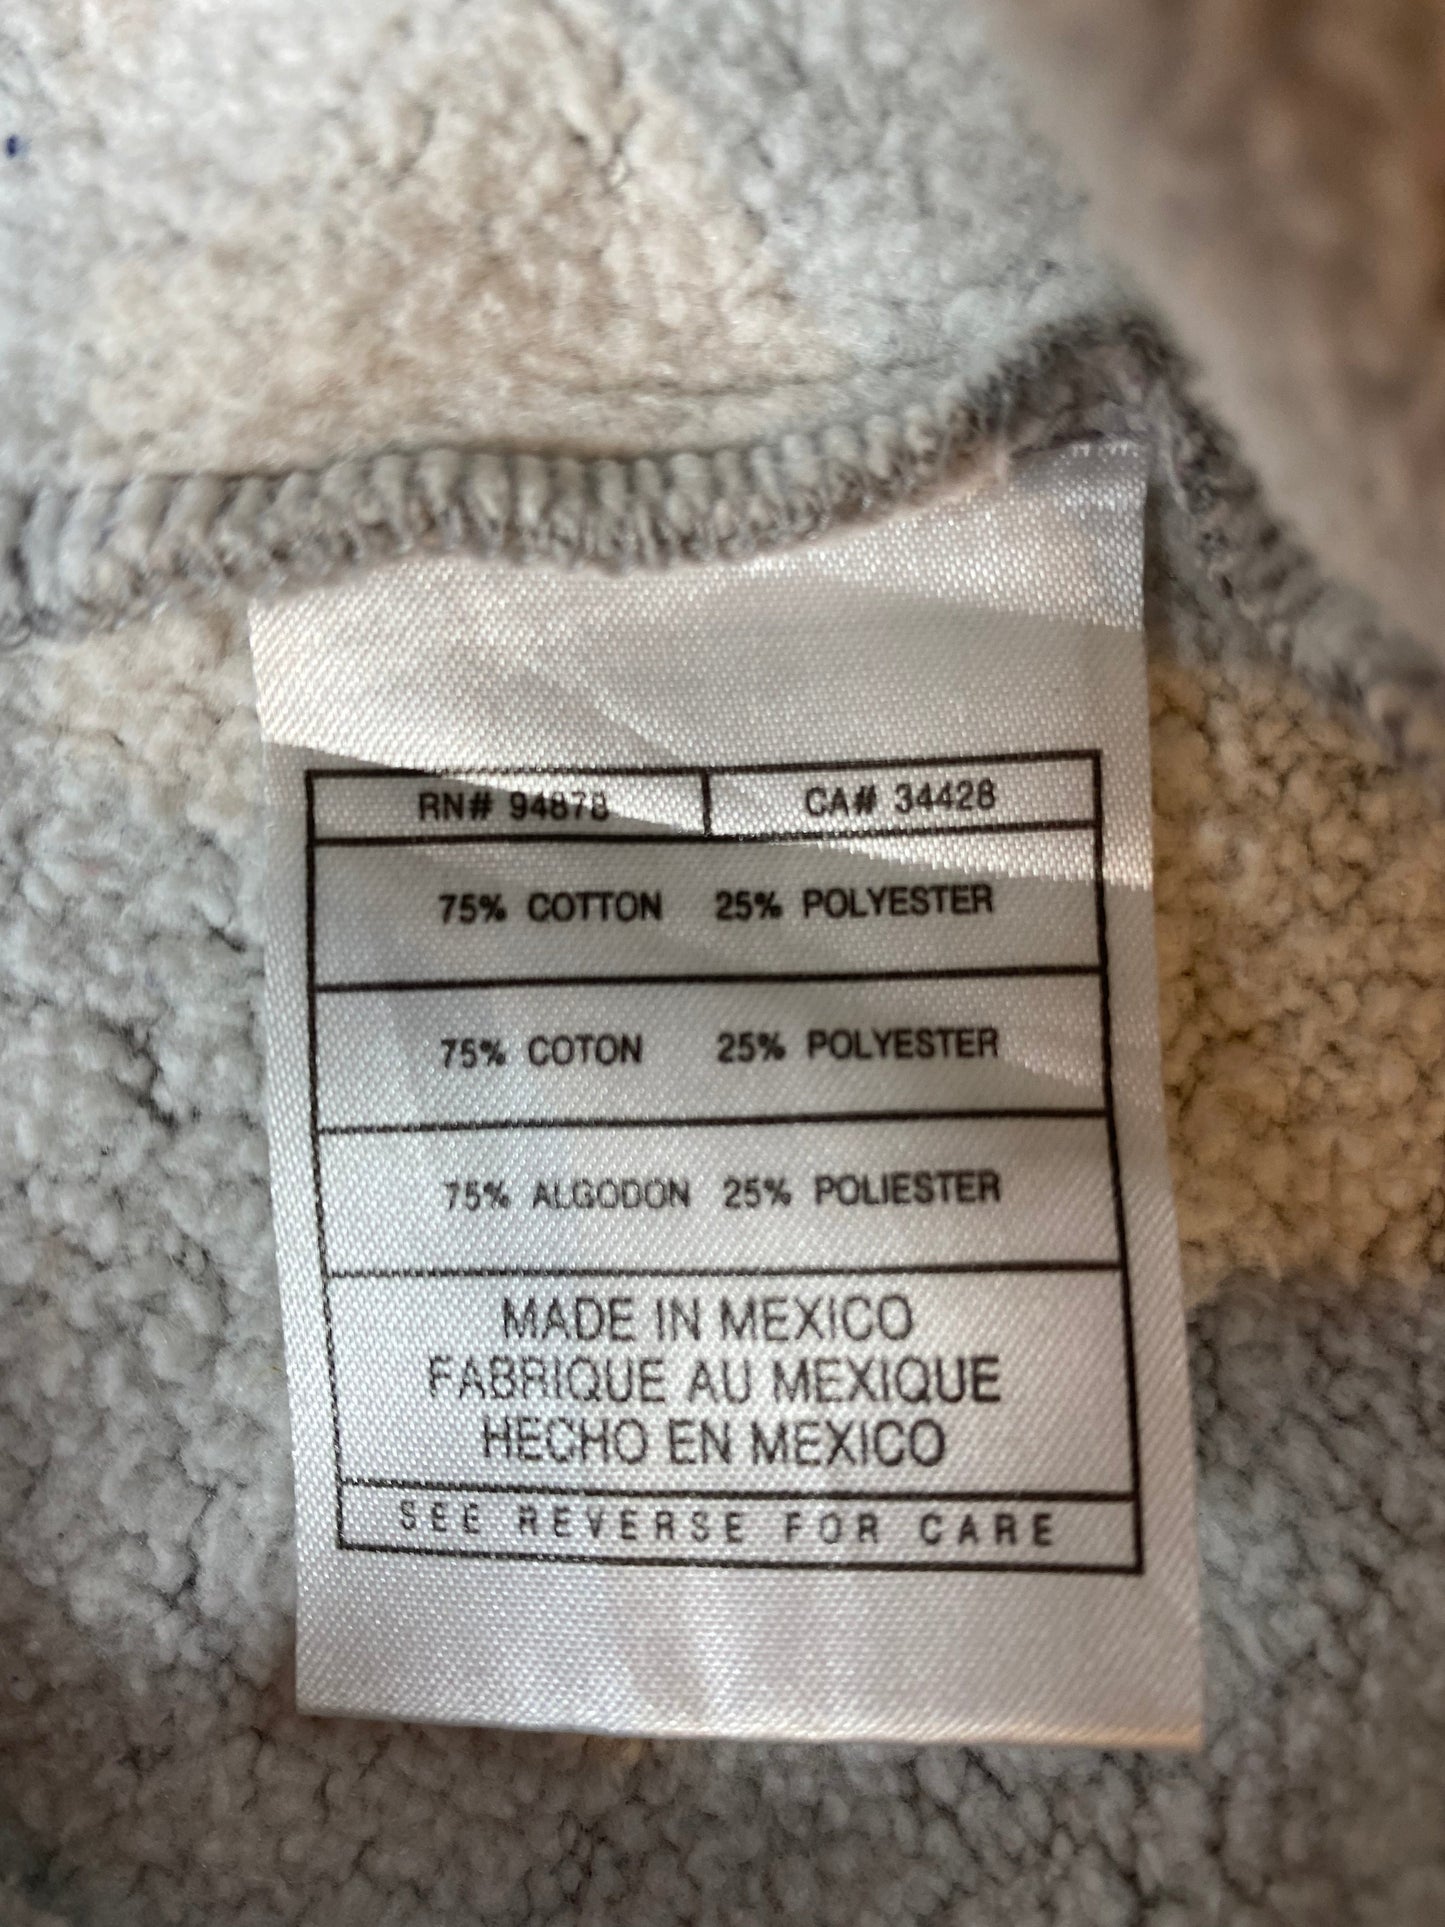 RN# 94878 CA# 34428
75% COTTON 25% POLYESTER
75% COTON 25% POLYESTER
75% ALGODON 25% POLIESTER
MADE IN MEXICO
FABRIQUE AU MEXIQUE
HECHO EN MEXICO
SEE REVERSE FOR CARE